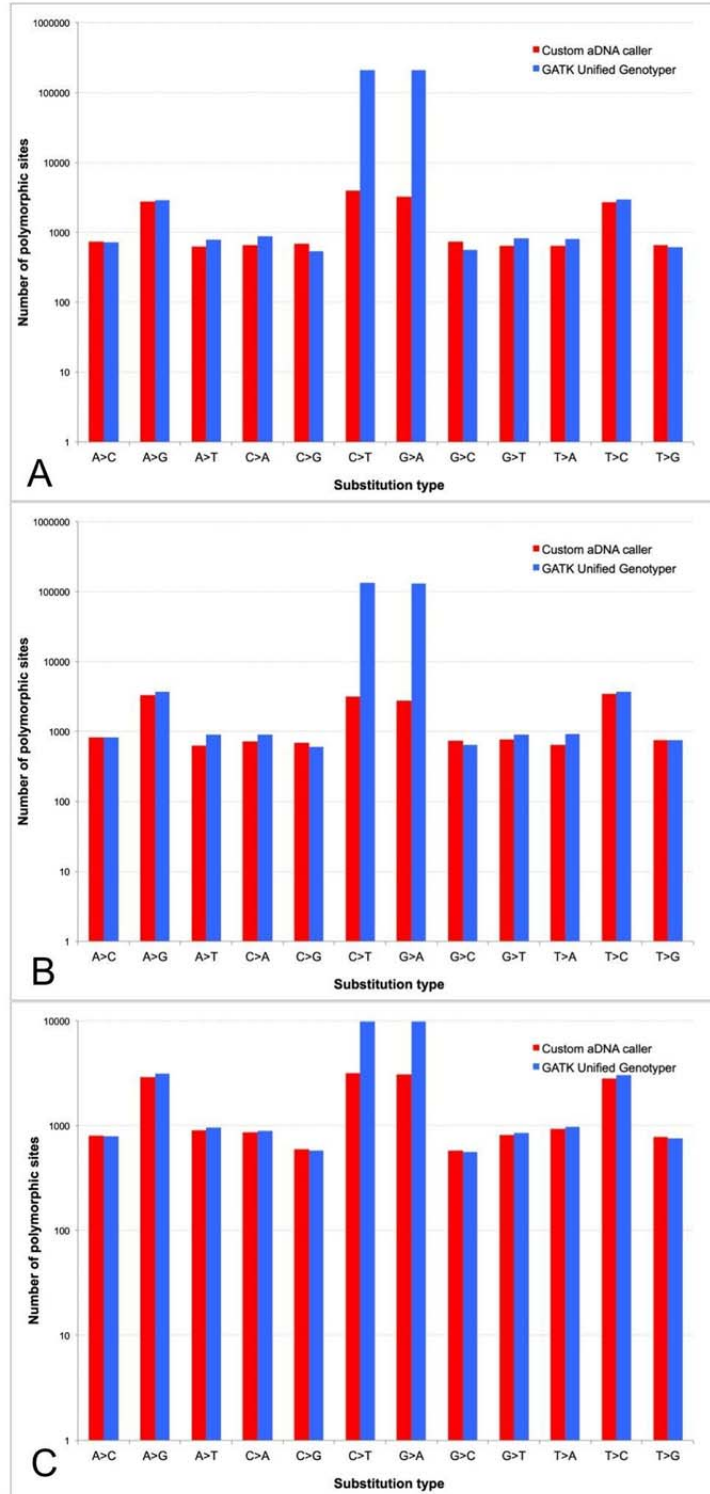 1000000
Custom aDNA caller
GATK Unified Genotyper
100000
10000
1000
100
10
1
Number of polymorphic sites
A>C A>G A>T C>A C>G C>T G>A G>C G>T T>A T>C T>G
Substitution type
A
1000000
Custom aDNA caller
GATK Unified Genotyper
100000
10000
1000
100
10
1
Number of polymorphic sites
A>C A>G A>T C>A C>G C>T G>A G>C G>T T>A T>C T>G
Substitution type
B
10000
Custom aDNA caller
GATK Unified Genotyper
1000
100
10
1
Number of polymorphic sites
A>C A>G A>T C>A C>G C>T G>A G>C G>T T>A T>C T>G
Substitution type
C